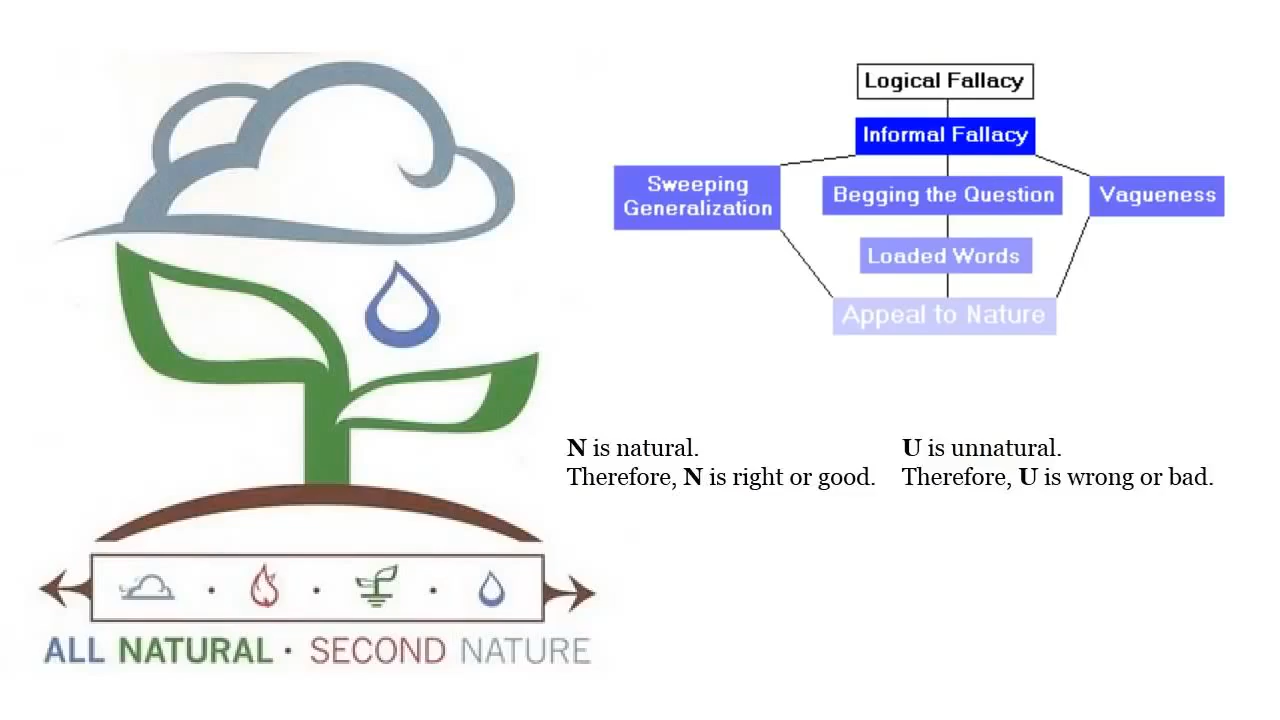 Logical Fallacy
Informal Fallacy
Sweeping
Generalization
Begging the Question
Vagueness
Loaded Words
Appeal to Nature
N is natural.
Therefore, N is right or good.
U is unnatural.
Therefore, U is wrong or bad.
ALL NATURAL · SECOND NATURE